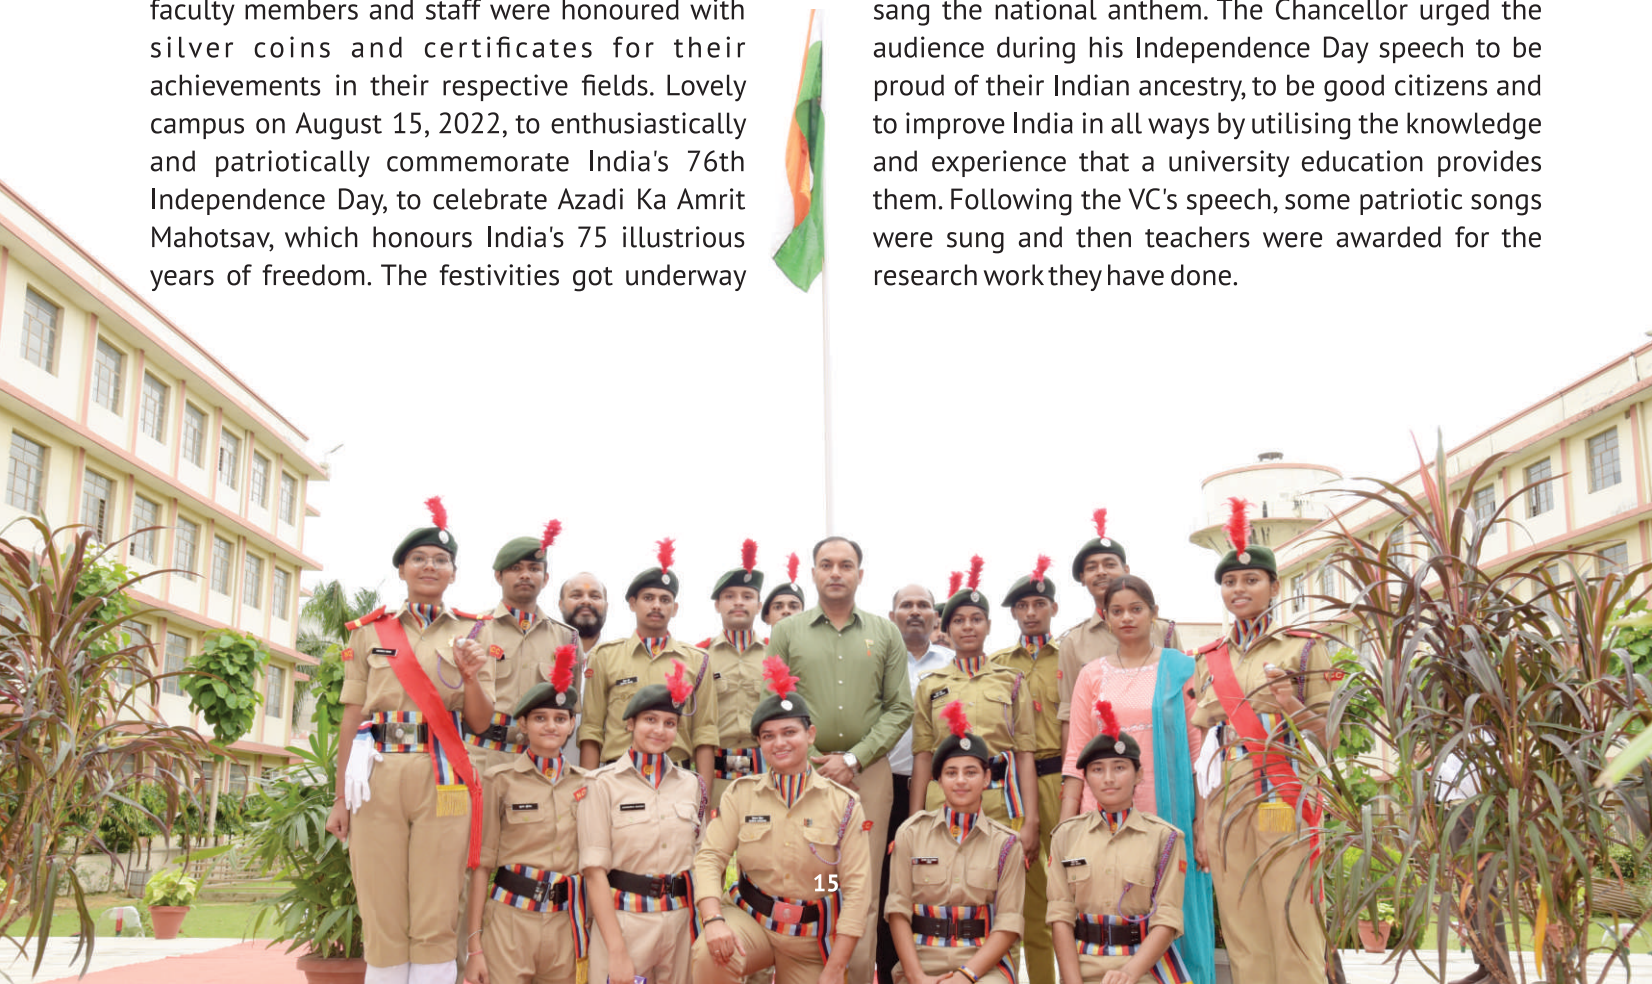 faculty members and staff were honoured with
silver coins and certificates for their
achievements in their respective fields. Lovely
campus on August 15, 2022, to enthusiastically
and patriotically commemorate India's 76th
Independence Day, to celebrate Azadi Ka Amrit
Mahotsav, which honours India's 75 illustrious
years of freedom. The festivities got underway
sang the national anthem. The Chancellor urged the
audience during his Independence Day speech to be
proud of their Indian ancestry, to be good citizens and
to improve India in all ways by utilising the knowledge
and experience that a university education provides
them. Following the VC's speech, some patriotic songs
were sung and then teachers were awarded for the
research work they have done.
15